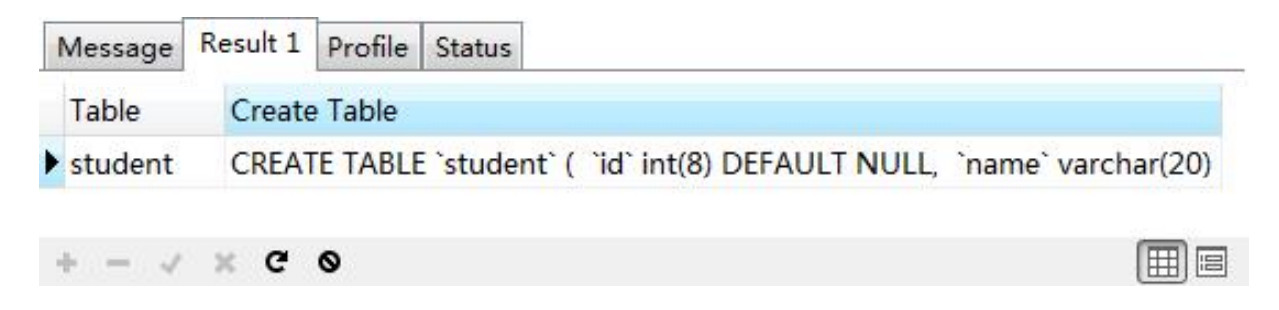 Message Result 1 Profile Status
Table Create Table
student CREATE TABLE `student` ( `id` int(8) DEFAULT NULL, `name` varchar(20)